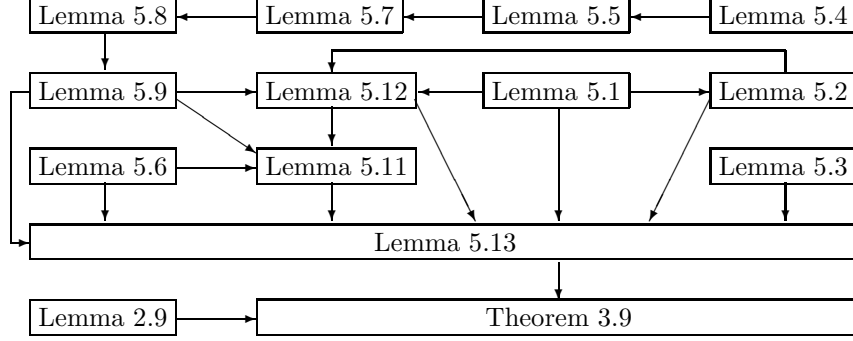 Lemma 5.8 Lemma 5.7 Lemma 5.5 Lemma 5.4
Lemma 5.9 Lemma 5.12 Lemma 5.1 Lemma 5.2
Lemma 5.6 Lemma 5.11 Lemma 5.3
Lemma 5.13
Lemma 2.9 Theorem 3.9